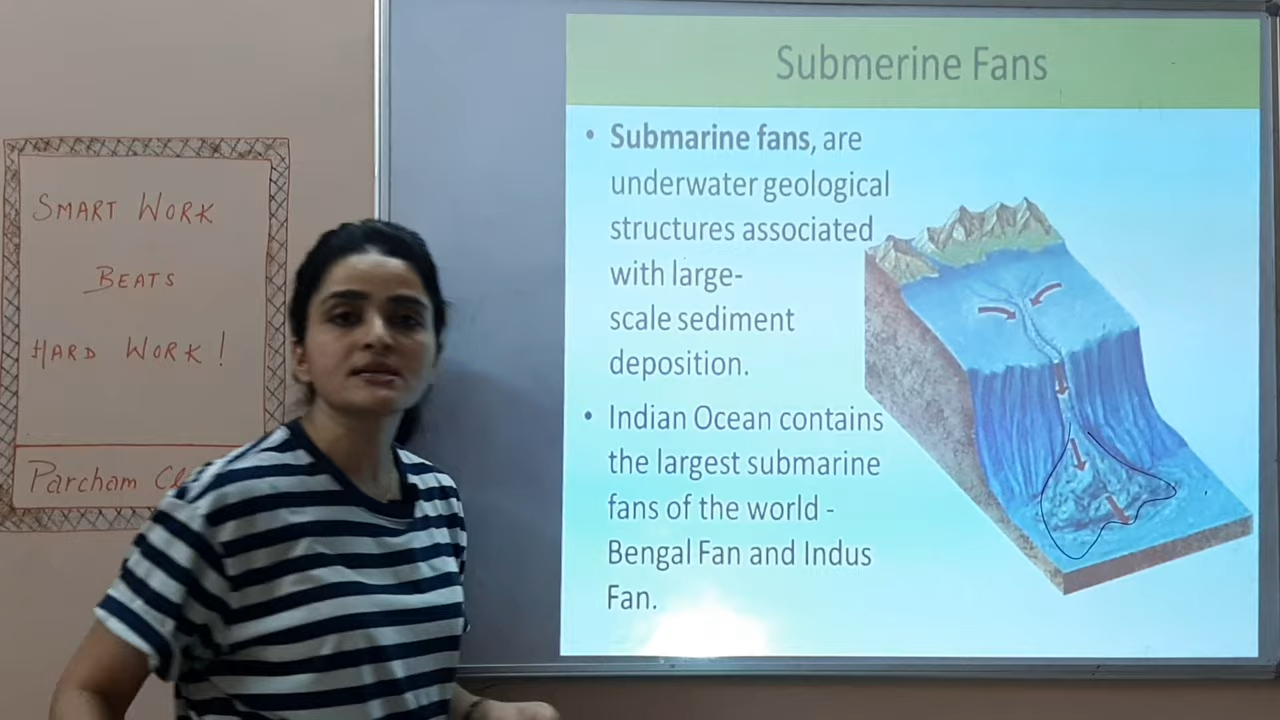 SMART WORK
BEATS
HARD WORK!
Parcham
Submerine Fans
• Submarine fans, are
underwater geological
structures associated
with large-
scale sediment
deposition.
• Indian Ocean contains
the largest submarine
fans of the world -
Bengal Fan and Indus
Fan.